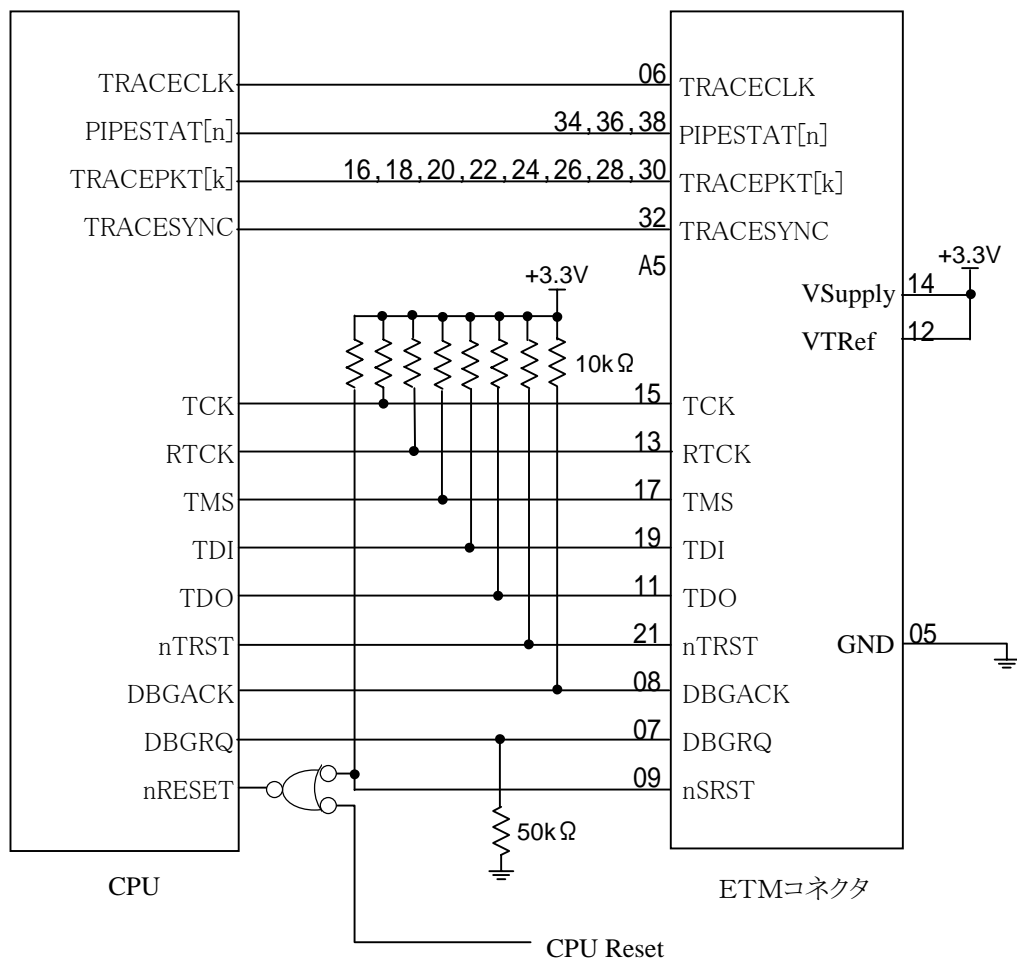 TRACECLK 06 TRACECLK
PIPESTAT[n] 34,36,38 PIPESTAT[n]
TRACEPKT[k] 16,18,20,22,24,26,28,30 TRACEPKT[k]
TRACESYNC 32 TRACESYNC
A5
+3.3V
+3.3V
VSupply 14
VTRef 12
10kΩ
TCK 15 TCK
RTCK 13 RTCK
TMS 17 TMS
TDI 19 TDI
TDO 11 TDO
nTRST 21 nTRST
GND 05
DBGACK 08 DBGACK
DBGRQ 07 DBGRQ
nRESET 09 nSRST
50kΩ
CPU
ETMコネクタ
CPU Reset